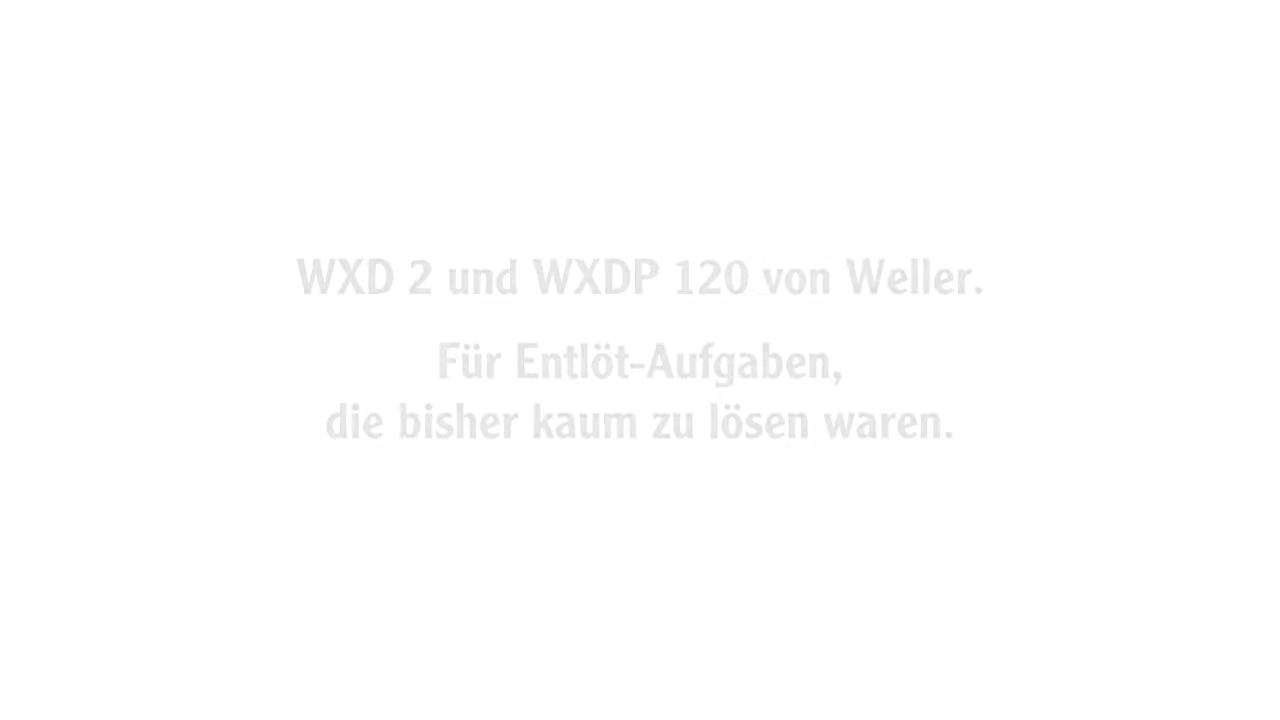 WXD 2 und WXDP 120 von Weller.
Für Entlöt-Aufgaben,
die bisher kaum zu lösen waren.